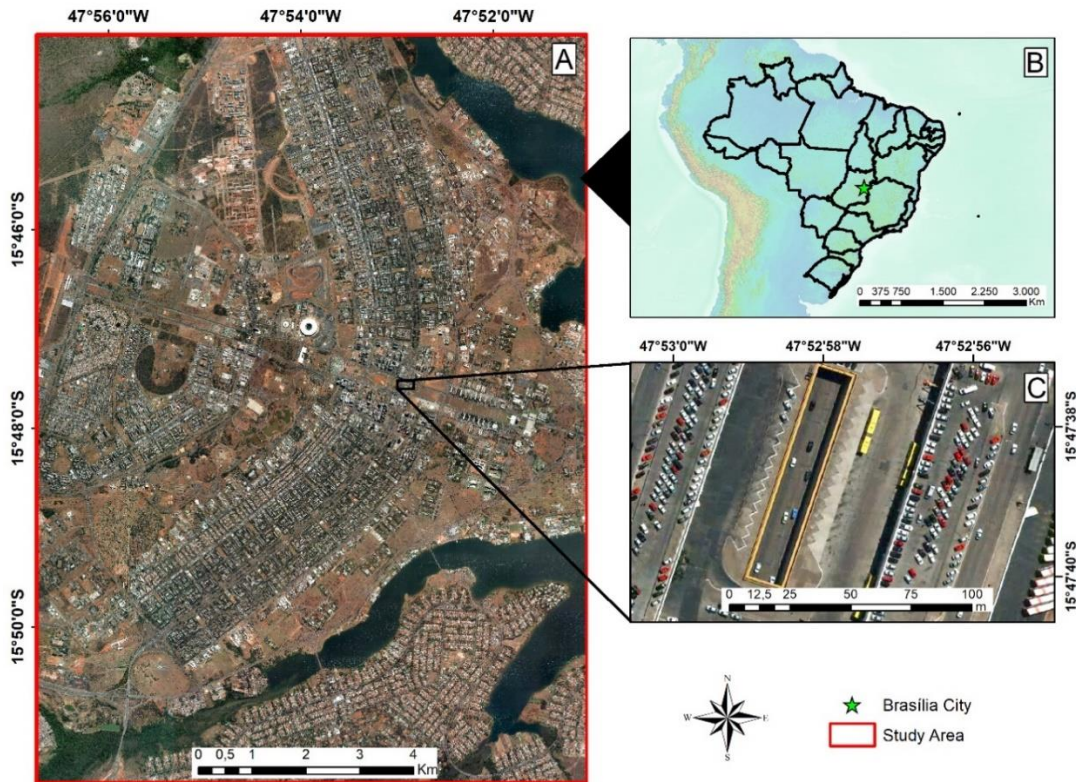 47°56'0"W 47°54'0"W 47°52'0"W
A
15°46'0"S
15°48'0"S
15°50'0"S
0 0,5 1 2 3 4
Km
B
0 375 750 1.500 2.250 3.000
Km
47°53'0"W 47°52'58"W 47°52'56"W
C
15°47'38"S
15°47'40"S
0 12,5 25 50 75 100
m
N
W E
S
Brasília City
Study Area